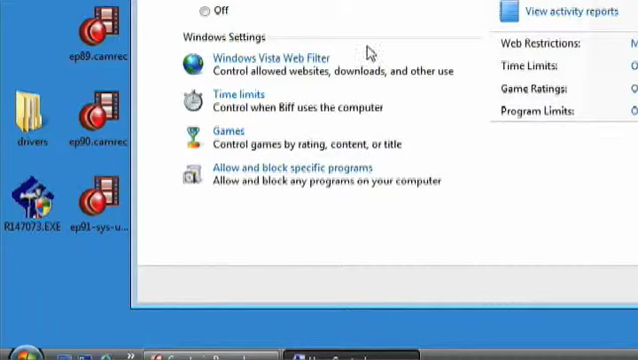 Off
Windows Settings
Windows Vista Web Filter
Control allowed websites, downloads, and other use
Time limits
Control when Biff uses the computer
Games
Control games by rating, content, or title
Allow and block specific programs
Allow and block any programs on your computer
View activity reports
Web Restrictions:
Time Limits:
Game Ratings:
Program Limits:
ep89.camrec
drivers
ep90.camrec
R147073.EXE
ep91-sys-u...